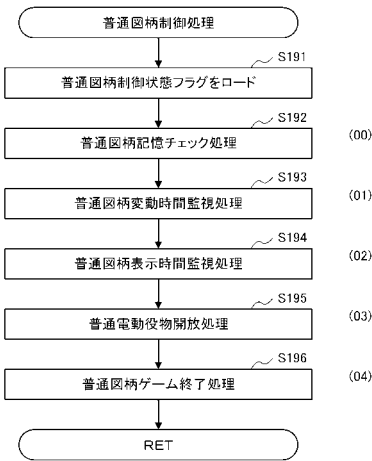 普通図柄制御処理
S191
普通図柄制御状態フラグをロード
S192
普通図柄記憶チェック処理
(00)
S193
普通図柄変動時間監視処理
(01)
S194
普通図柄表示時間監視処理
(02)
S195
普通電動役物開放処理
(03)
S196
普通図柄ゲーム終了処理
(04)
RET